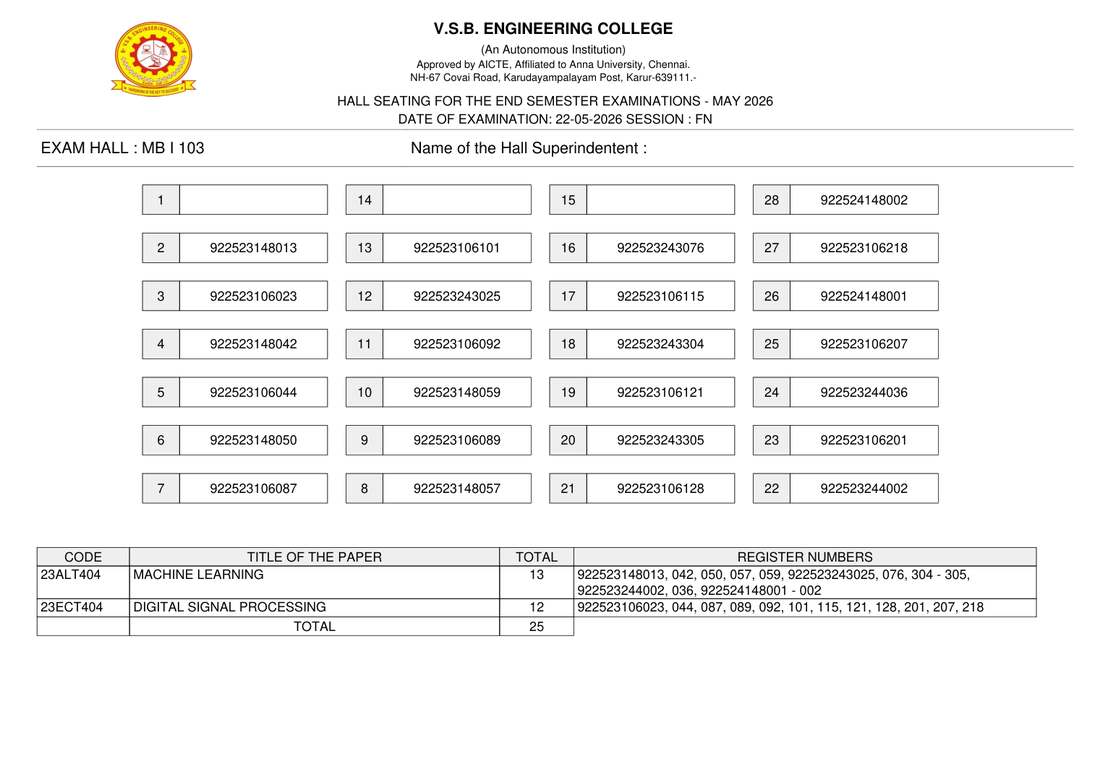 V.S.B. ENGINEERING COLLEGE
(An Autonomous Institution)
Approved by AICTE, Affiliated to Anna University, Chennai.
NH-67 Covai Road, Karudayampalayam Post, Karur-639111.-
HALL SEATING FOR THE END SEMESTER EXAMINATIONS - MAY 2026
DATE OF EXAMINATION: 22-05-2026 SESSION : FN
EXAM HALL : MB I 103 Name of the Hall Superindentent :
1 14 15 28 922524148002
2 922523148013 13 922523106101 16 922523243076 27 922523106218
3 922523106023 12 922523243025 17 922523106115 26 922524148001
4 922523148042 11 922523106092 18 922523243304 25 922523106207
5 922523106044 10 922523148059 19 922523106121 24 922523244036
6 922523148050 9 922523106089 20 922523243305 23 922523106201
7 922523106087 8 922523148057 21 922523106128 22 922523244002
CODE TITLE OF THE PAPER TOTAL REGISTER NUMBERS
23ALT404 MACHINE LEARNING 13 922523148013, 042, 050, 057, 059, 922523243025, 076, 304 - 305,
922523244002, 036, 922524148001 - 002
23ECT404 DIGITAL SIGNAL PROCESSING 12 922523106023, 044, 087, 089, 092, 101, 115, 121, 128, 201, 207, 218
TOTAL 25